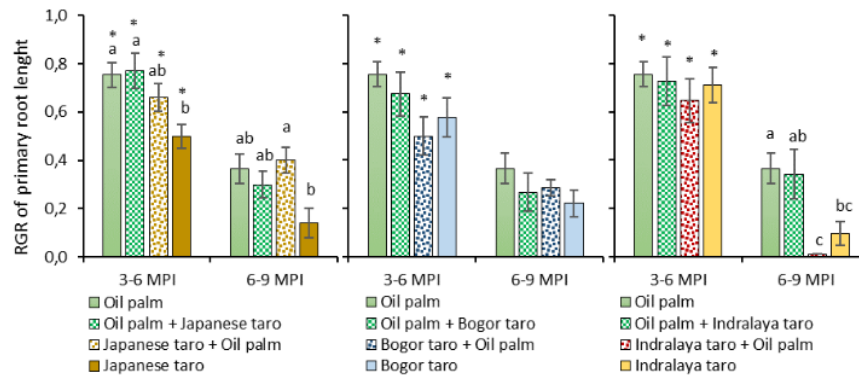 RGR of primary root lenght
1,0
0,8
0,6
0,4
0,2
0,0
* * * *
a a ab b
ab ab a b
* * * *
* * * *
a ab c bc
3-6 MPI 6-9 MPI 3-6 MPI 6-9 MPI 3-6 MPI 6-9 MPI
Oil palm Oil palm Oil palm
Oil palm + Japanese taro Oil palm + Bogor taro Oil palm + Indralaya taro
Japanese taro + Oil palm Bogor taro + Oil palm Indralaya taro + Oil palm
Japanese taro Bogor taro Indralaya taro